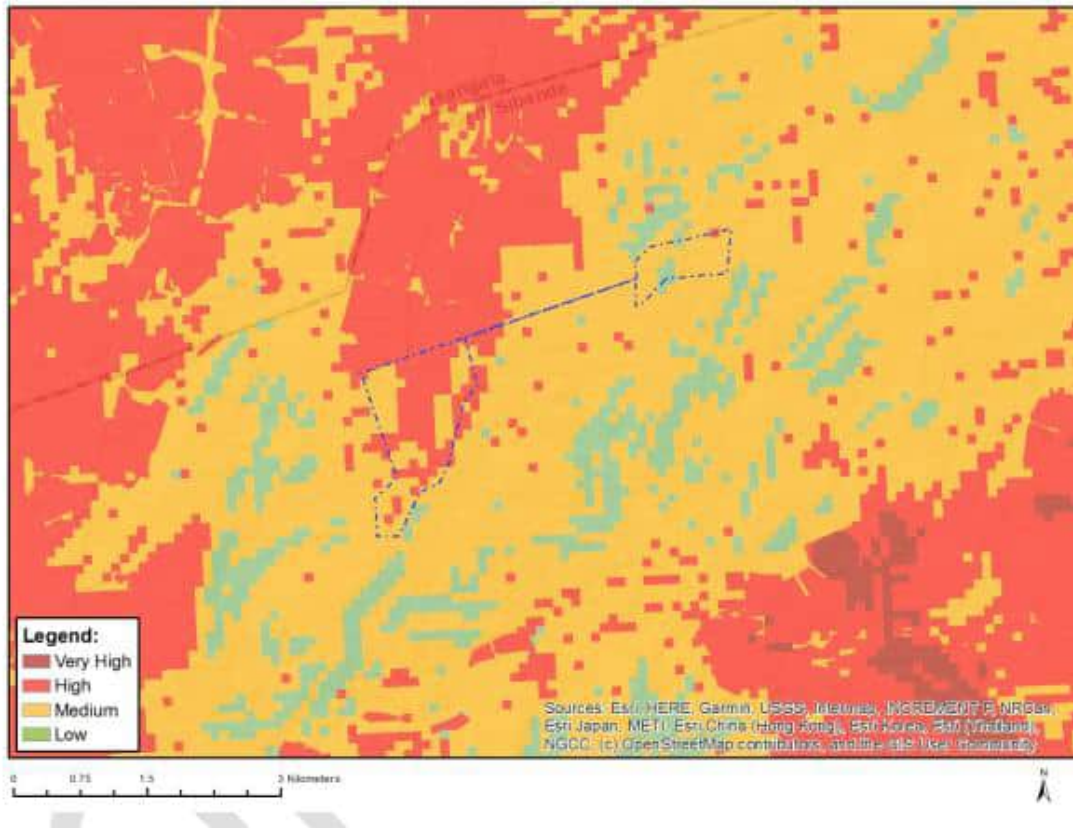 Sibanda
Legend:
Very High
High
Medium
Low
Sources: Esri, HERE, Garmin, USGS, Intermap, INCREMENT P, NRCan,
Esri Japan, METI, Esri China (Hong Kong), Esri Korea, Esri (Thailand),
NGCC, (c) OpenStreetMap contributors, and the GIS User Community
0 0.75 1.5 3 Kilometers
N